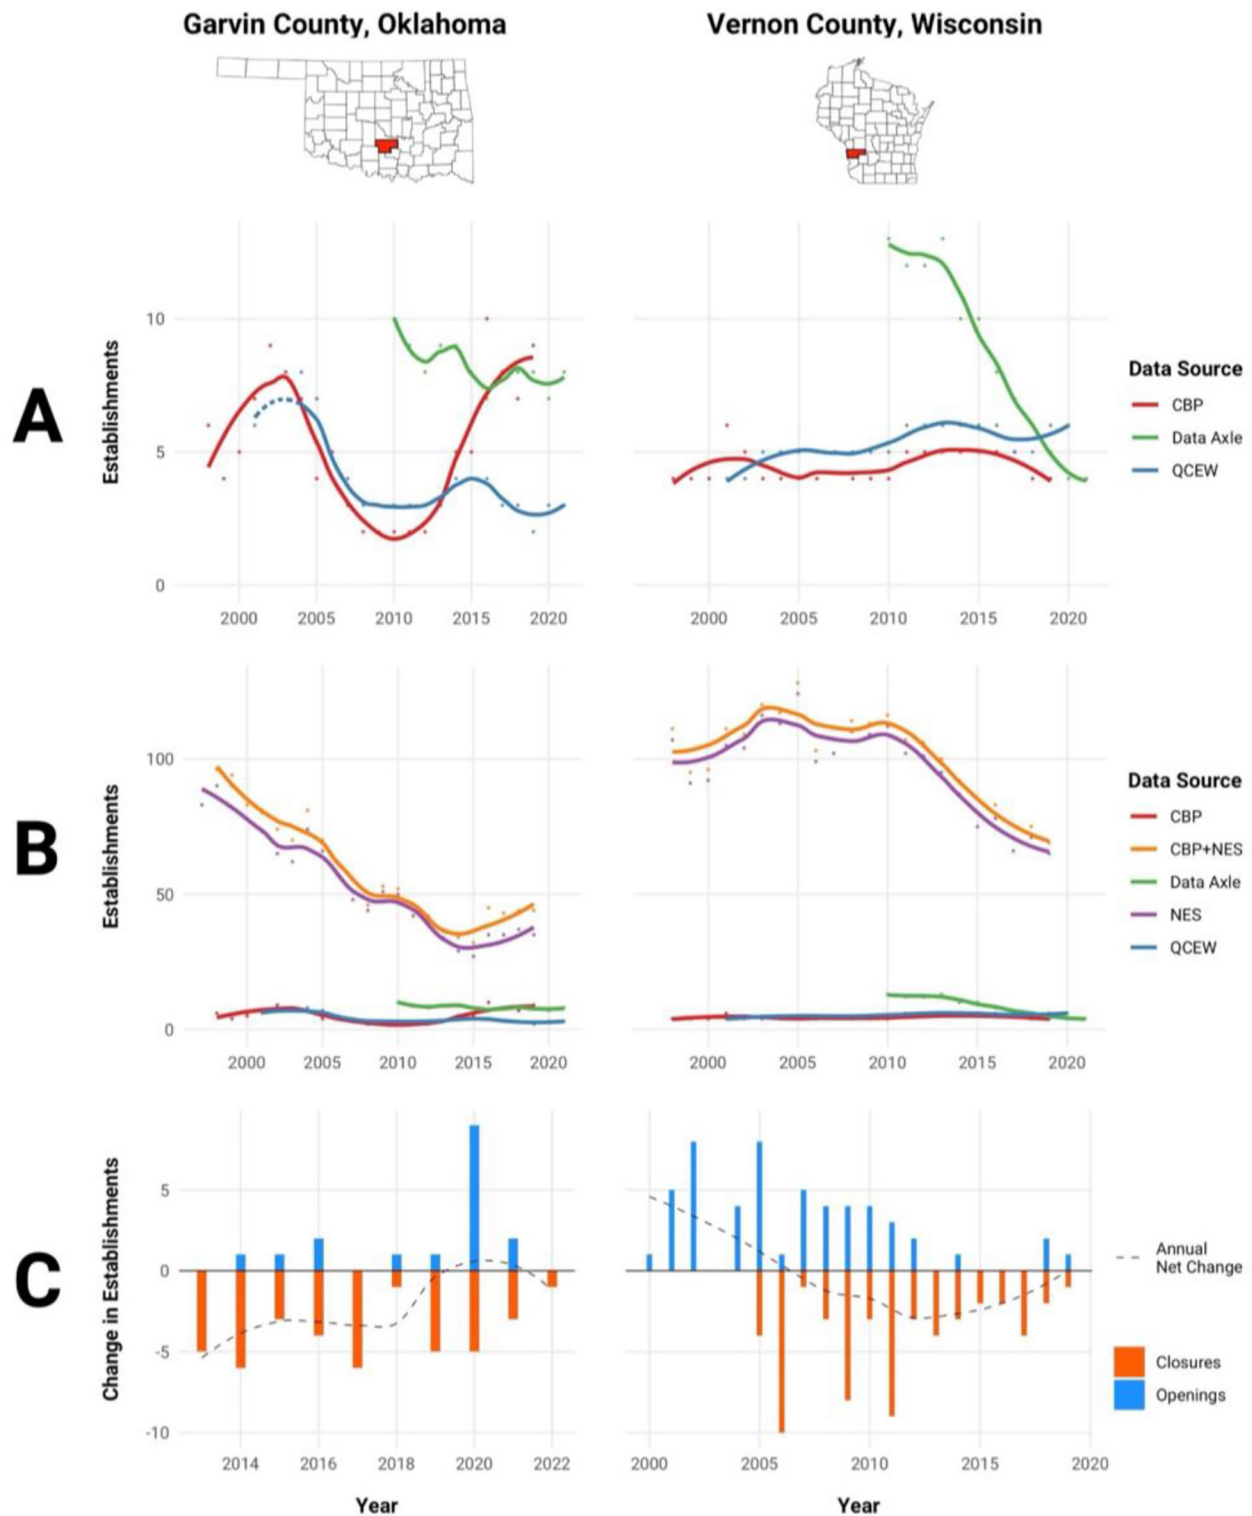 Garvin County, Oklahoma
Vernon County, Wisconsin
A
Establishments
10
5
0
2000 2005 2010 2015 2020
2000 2005 2010 2015 2020
Data Source
CBP
Data Axle
QCEW
B
Establishments
100
50
0
2000 2005 2010 2015 2020
2000 2005 2010 2015 2020
Data Source
CBP
CBP+NES
Data Axle
NES
QCEW
C
Change in Establishments
5
0
-5
-10
2014 2016 2018 2020 2022
2000 2005 2010 2015 2020
Year
Year
Annual
Net Change
Closures
Openings